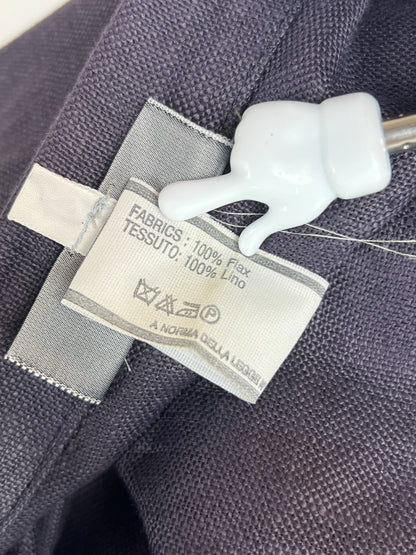 FABRICS : 100% Flax
TESSUTO: 100% Lino
P
A NORMA DELLA LEGGE